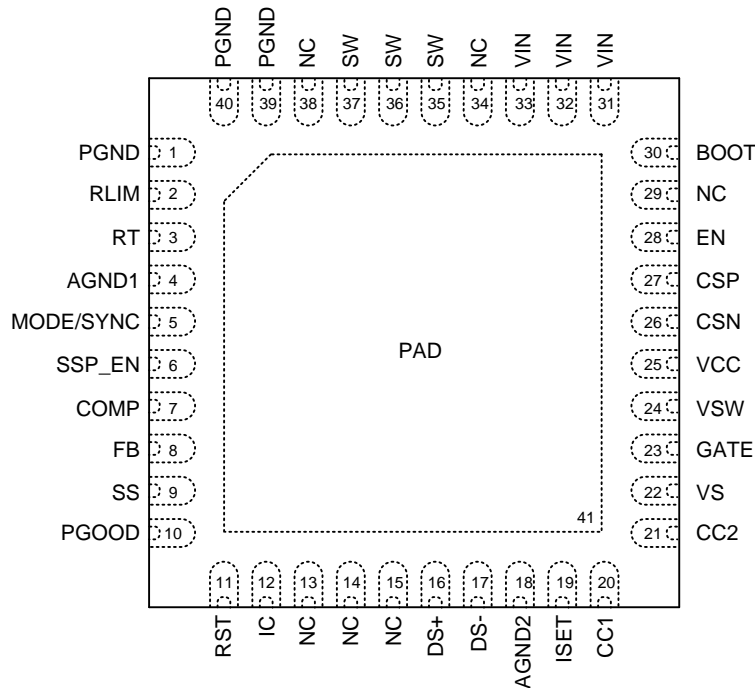 PGND PGND NC SW SW SW NC VIN VIN VIN
40 39 38 37 36 35 34 33 32 31
PGND 1 30 BOOT
RLIM 2 29 NC
RT 3 28 EN
AGND1 4 27 CSP
MODE/SYNC 5 26 CSN
SSP_EN 6 PAD 25 VCC
COMP 7 24 VSW
FB 8 23 GATE
SS 9 22 VS
PGOOD 10 41 21 CC2
11 12 13 14 15 16 17 18 19 20
RST IC NC NC NC DS+ DS- AGND2 ISET CC1